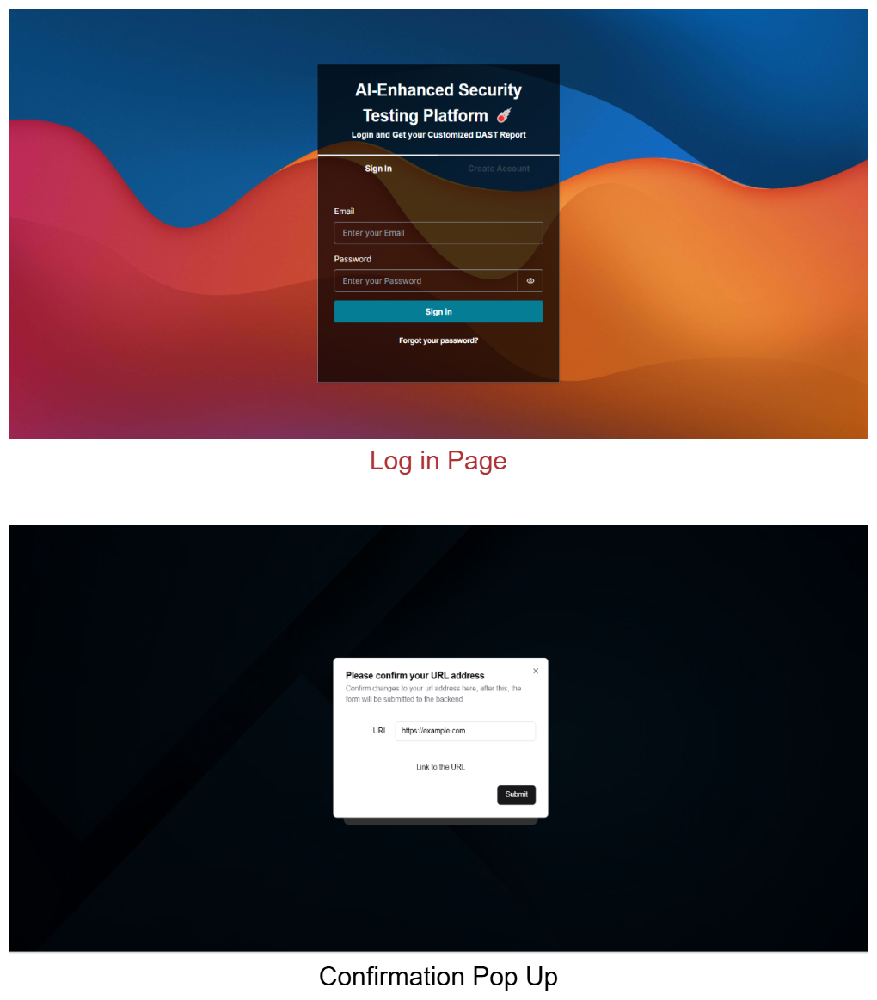 AI-Enhanced Security
Testing Platform ☄️
Login and Get your Customized DAST Report
Sign In
Create Account
Email
Enter your Email
Password
Enter your Password
Sign in
Forgot your password?
Log in Page
Please confirm your URL address
Confirm changes to your url address here, after this, the
form will be submitted to the backend
URL
https://example.com
Link to the URL
Submit
Confirmation Pop Up